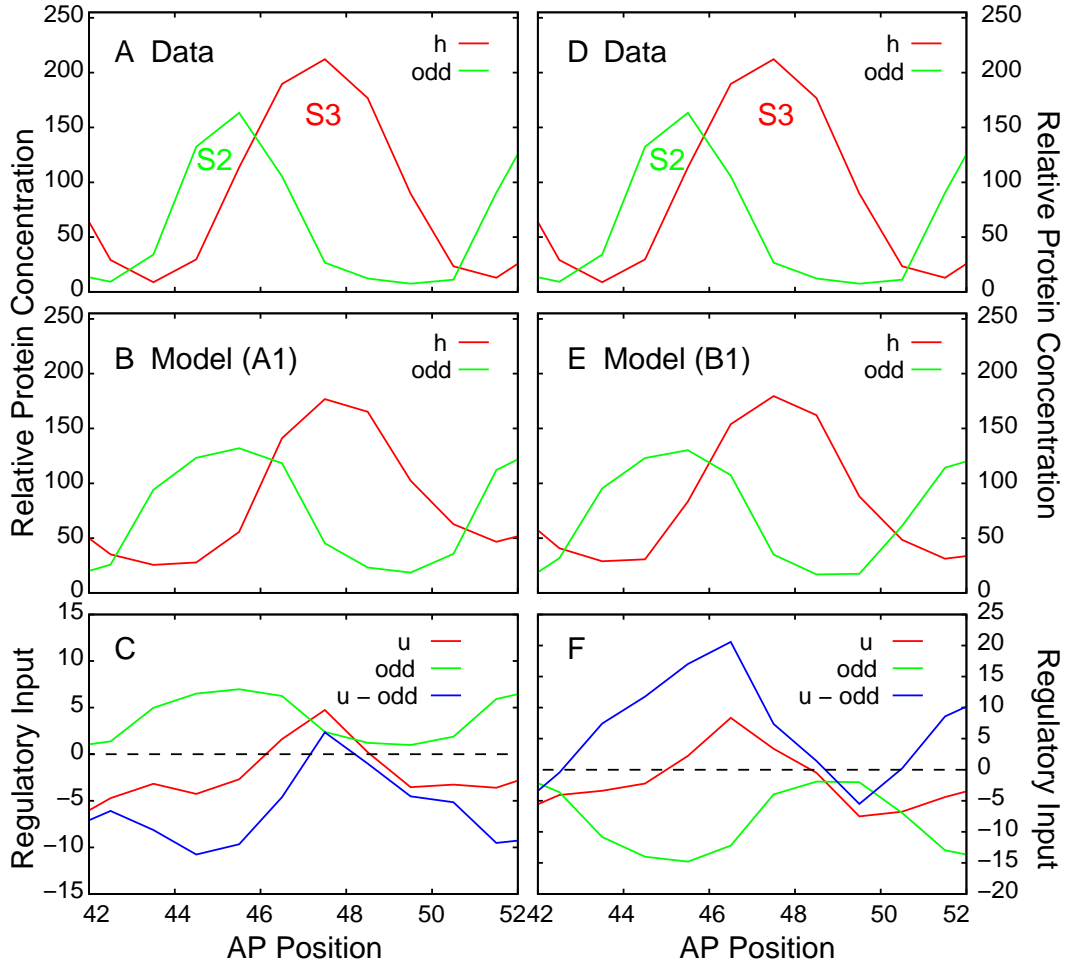 250
200
150
100
50
0
A Data
h
odd
S2
S3
Relative Protein Concentration
250
200
150
100
50
0
D Data
h
odd
S2
S3
Relative Protein Concentration
250
200
150
100
50
0
B Model (A1)
h
odd
250
200
150
100
50
0
E Model (B1)
h
odd
15
10
5
0
−5
−10
−15
C
u
odd
u − odd
Regulatory Input
42 44 46 48 50 52
AP Position
25
20
15
10
5
0
−5
−10
−15
−20
F
u
odd
u − odd
Regulatory Input
42 44 46 48 50 52
AP Position